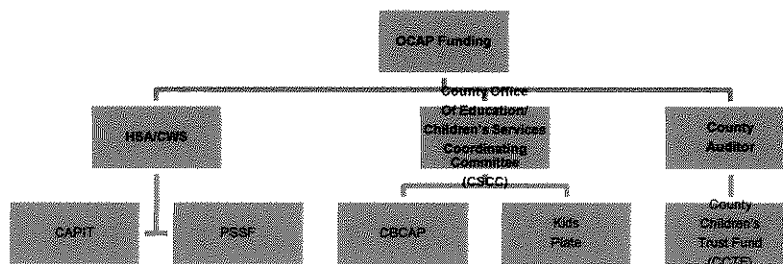 OCAP Funding
HSA/CWS
County Office
Of Education/
Children's Services
Coordinating
Committee
(CSCC)
County
Auditor
CAPIT
PSSF
CBCAP
Kids
Plate
County
Children's
Trust Fund
(CCTF)